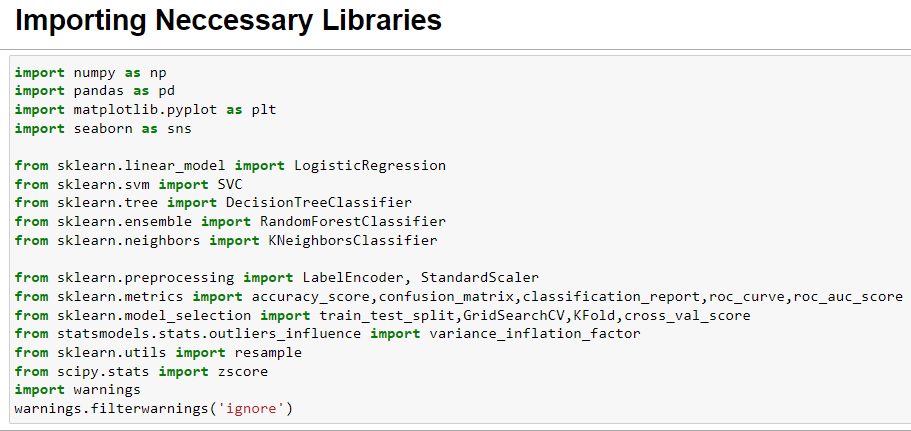 Importing Neccessary Libraries
import numpy as np
import pandas as pd
import matplotlib.pyplot as plt
import seaborn as sns
from sklearn.linear_model import LogisticRegression
from sklearn.svm import SVC
from sklearn.tree import DecisionTreeClassifier
from sklearn.ensemble import RandomForestClassifier
from sklearn.neighbors import KNeighborsClassifier
from sklearn.preprocessing import LabelEncoder, StandardScaler
from sklearn.metrics import accuracy_score,confusion_matrix,classification_report,roc_curve,roc_auc_score
from sklearn.model_selection import train_test_split,GridSearchCV,KFold,cross_val_score
from statsmodels.stats.outliers_influence import variance_inflation_factor
from sklearn.utils import resample
from scipy.stats import zscore
import warnings
warnings.filterwarnings('ignore')